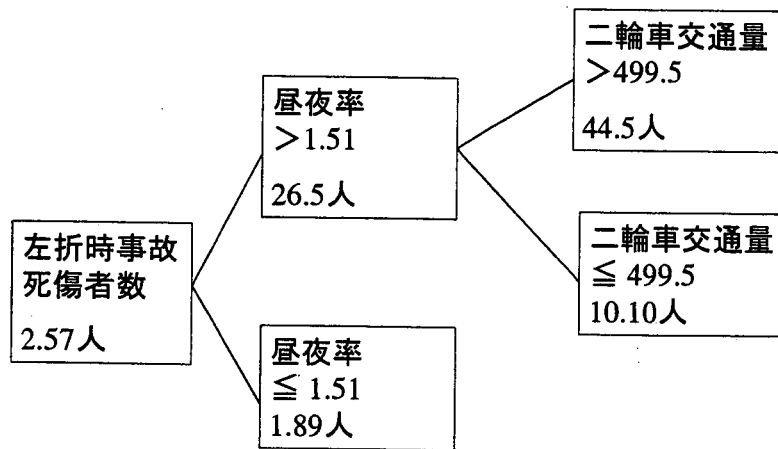 左折時事故
死傷者数
2.57人
昼夜率
＞1.51
26.5人
昼夜率
≦ 1.51
1.89人
二輪車交通量
＞499.5
44.5人
二輪車交通量
≦ 499.5
10.10人